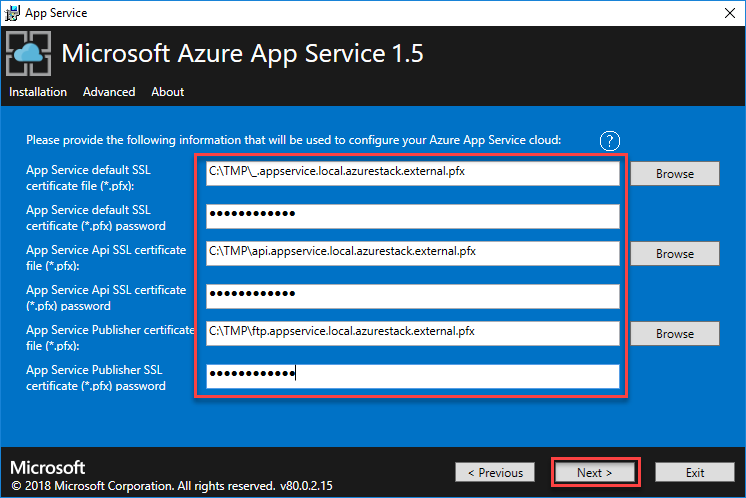 App Service
Microsoft Azure App Service 1.5
Installation Advanced About
Please provide the following information that will be used to configure your Azure App Service cloud: ?
App Service default SSL
certificate file (*.pfx):
C:\TMP\_.appservice.local.azurestack.external.pfx
Browse
App Service default SSL
certificate (*.pfx) password
●●●●●●●●●●●●
App Service Api SSL certificate
file (*.pfx):
C:\TMP\api.appservice.local.azurestack.external.pfx
Browse
App Service Api SSL certificate
(*.pfx) password
●●●●●●●●●●●●
App Service Publisher certificate
file (*.pfx):
C:\TMP\ftp.appservice.local.azurestack.external.pfx
Browse
App Service Publisher SSL
certificate (*.pfx) password
●●●●●●●●●●●●
Microsoft
© 2018 Microsoft Corporation. All rights reserved. v80.0.2.15
< Previous
Next >
Exit